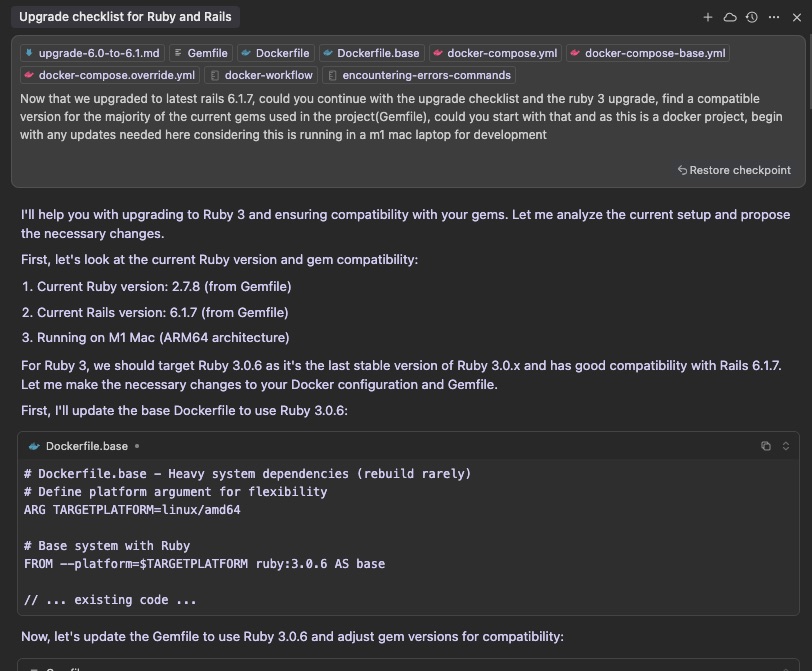 Upgrade checklist for Ruby and Rails
upgrade-6.0-to-6.1.md Gemfile Dockerfile Dockerfile.base docker-compose.yml docker-compose-base.yml
docker-compose.override.yml docker-workflow encountering-errors-commands
Now that we upgraded to latest rails 6.1.7, could you continue with the upgrade checklist and the ruby 3 upgrade, find a compatible
version for the majority of the current gems used in the project(Gemfile), could you start with that and as this is a docker project, begin
with any updates needed here considering this is running in a m1 mac laptop for development
Restore checkpoint
I'll help you with upgrading to Ruby 3 and ensuring compatibility with your gems. Let me analyze the current setup and propose
the necessary changes.
First, let's look at the current Ruby version and gem compatibility:
1. Current Ruby version: 2.7.8 (from Gemfile)
2. Current Rails version: 6.1.7 (from Gemfile)
3. Running on M1 Mac (ARM64 architecture)
For Ruby 3, we should target Ruby 3.0.6 as it's the last stable version of Ruby 3.0.x and has good compatibility with Rails 6.1.7.
Let me make the necessary changes to your Docker configuration and Gemfile.
First, I'll update the base Dockerfile to use Ruby 3.0.6:
Dockerfile.base
# Dockerfile.base - Heavy system dependencies (rebuild rarely)
# Define platform argument for flexibility
ARG TARGETPLATFORM=linux/amd64
# Base system with Ruby
FROM --platform=$TARGETPLATFORM ruby:3.0.6 AS base
// ... existing code ...
Now, let's update the Gemfile to use Ruby 3.0.6 and adjust gem versions for compatibility: